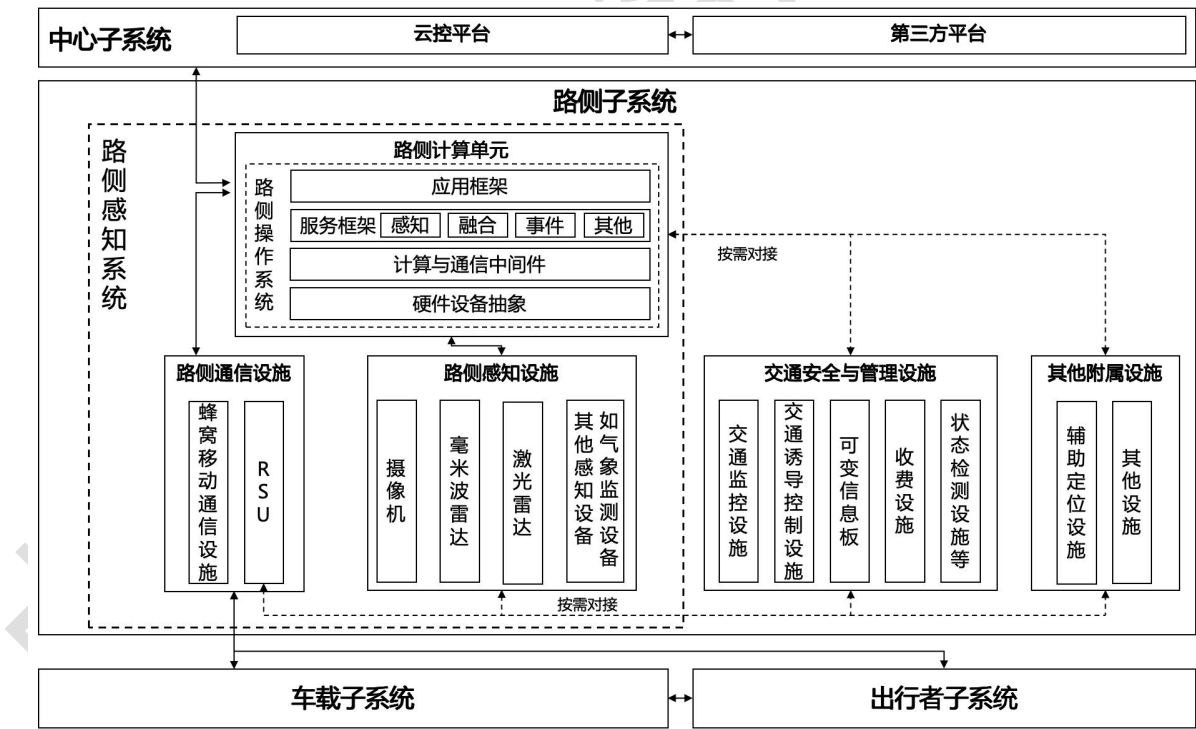 中心子系统
云控平台
第三方平台
路侧子系统
路侧感知系统
路侧计算单元
路侧操作系统
应用框架
服务框架 感知 融合 事件 其他
计算与通信中间件
硬件设备抽象
按需对接
路侧通信设施
蜂窝移动通信设施
RSU
路侧感知设施
摄像机
毫米波雷达
激光雷达
如气象监测设备
其他感知设备
交通安全与管理设施
交通监控设施
交通诱导控制设施
可变信息板
收费设施
状态检测设施等
其他附属设施
辅助定位设施
其他设施
按需对接
车载子系统
出行者子系统